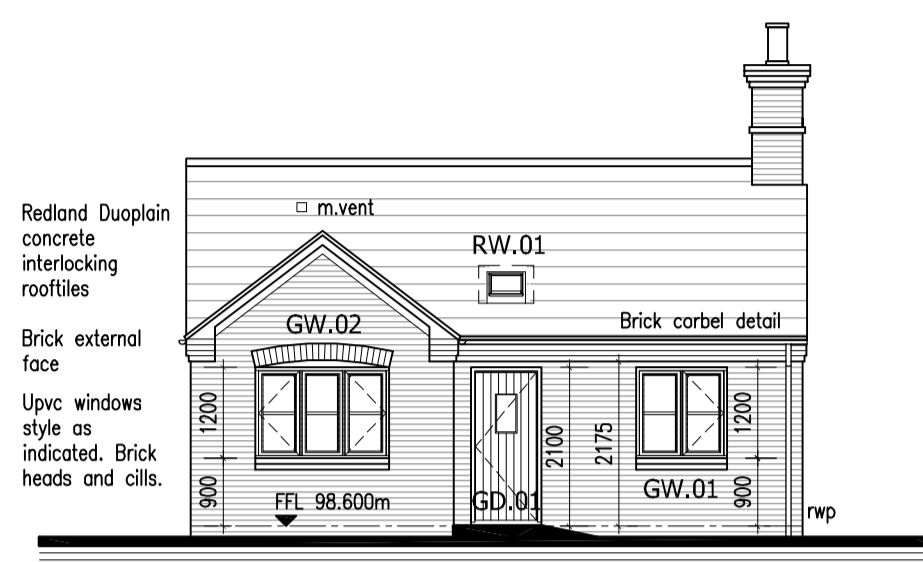 Redland Duoplain
concrete
interlocking
rooftiles
Brick external
face
Upvc windows
style as
indicated. Brick
heads and cills.
m.vent
RW.01
Brick corbel detail
GW.02
1200
900
FFL 98.600m
GD.01
2100
2175
GW.01
1200
900
rwp